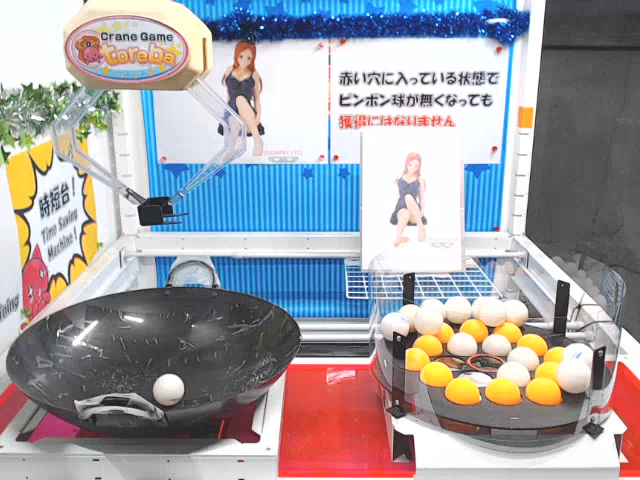 Crane Game
toreba
赤い穴に入っている状態で
ピンポン球が無くなっても
獲得にはなりません
BANPRESTO
時短台！
Time Saving
Machine！